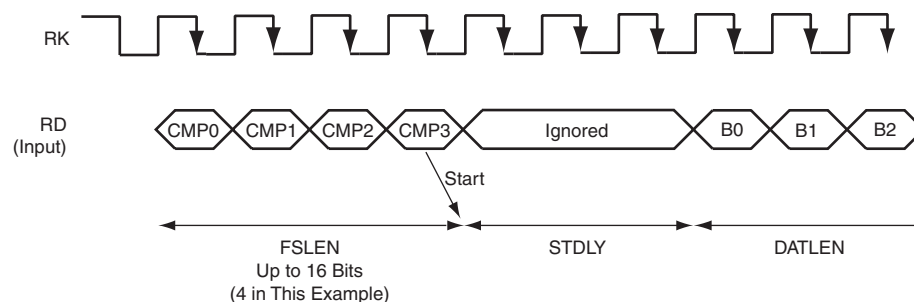 RK
RD
(Input)
CMP0 CMP1 CMP2 CMP3 Ignored B0 B1 B2
Start
FSLEN STDLY DATLEN
Up to 16 Bits
(4 in This Example)